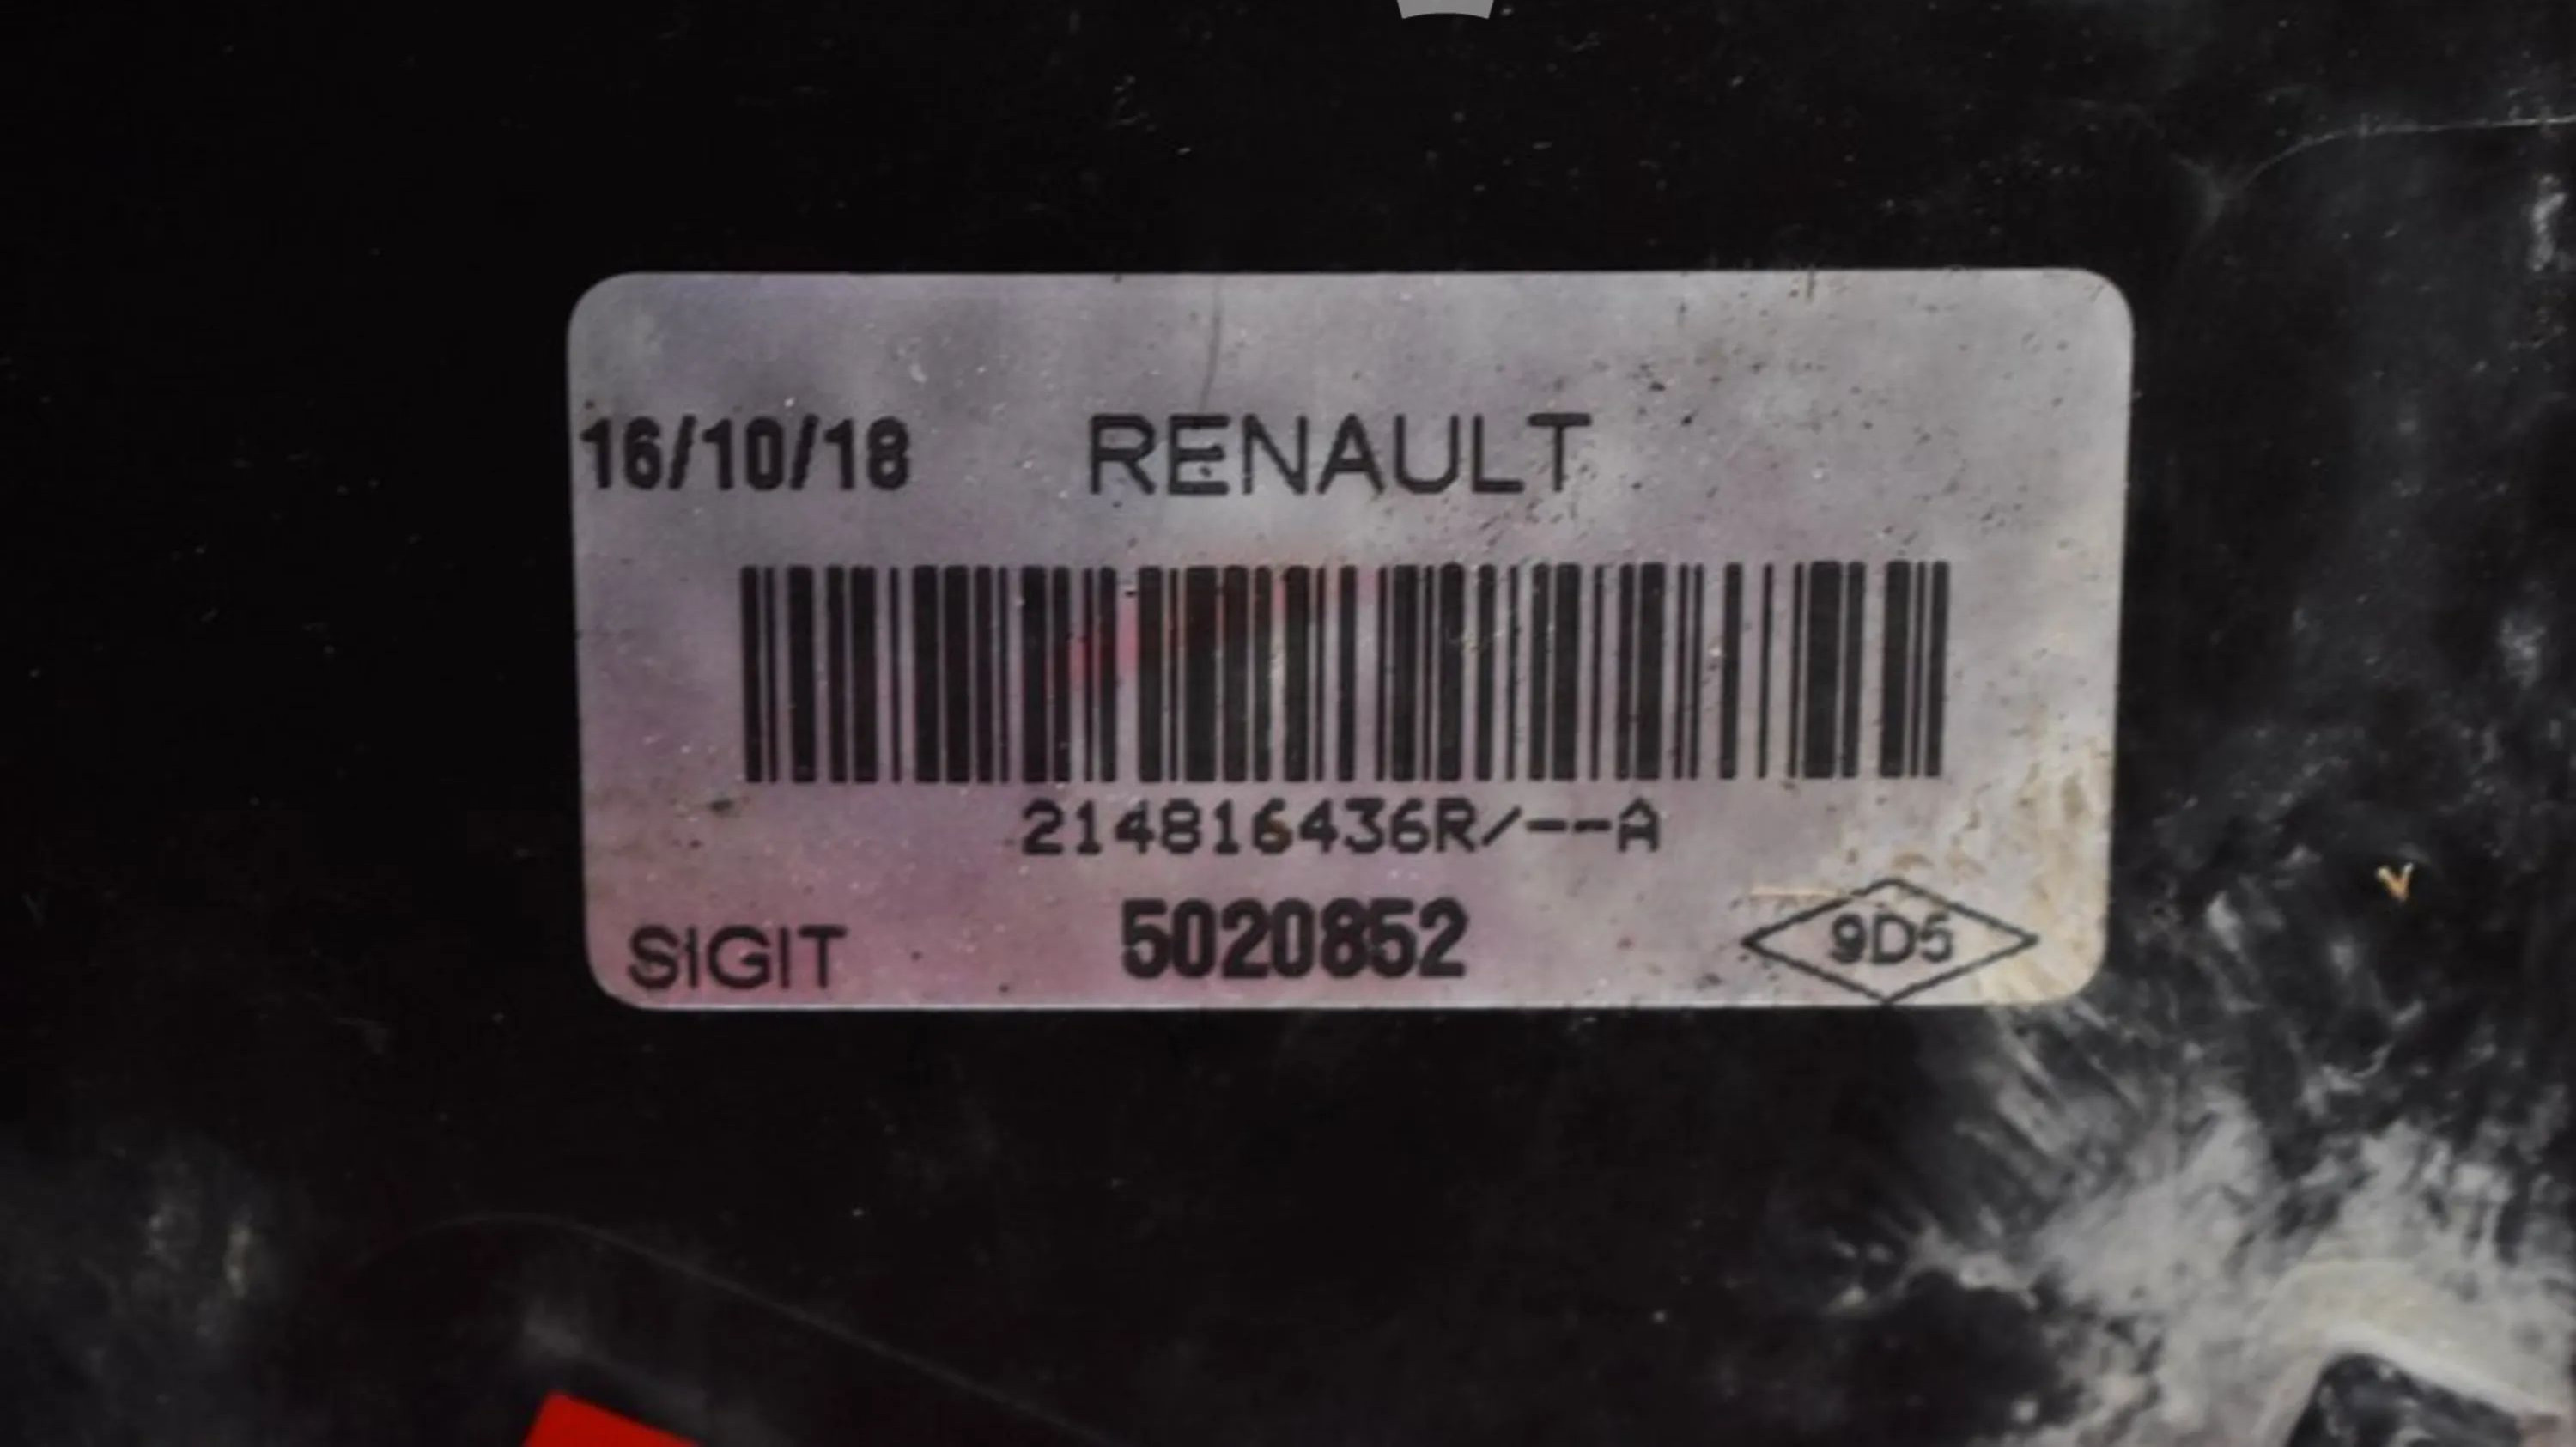 16/10/18 RENAULT
214816436R/--A
SIGIT 5020852 9D5